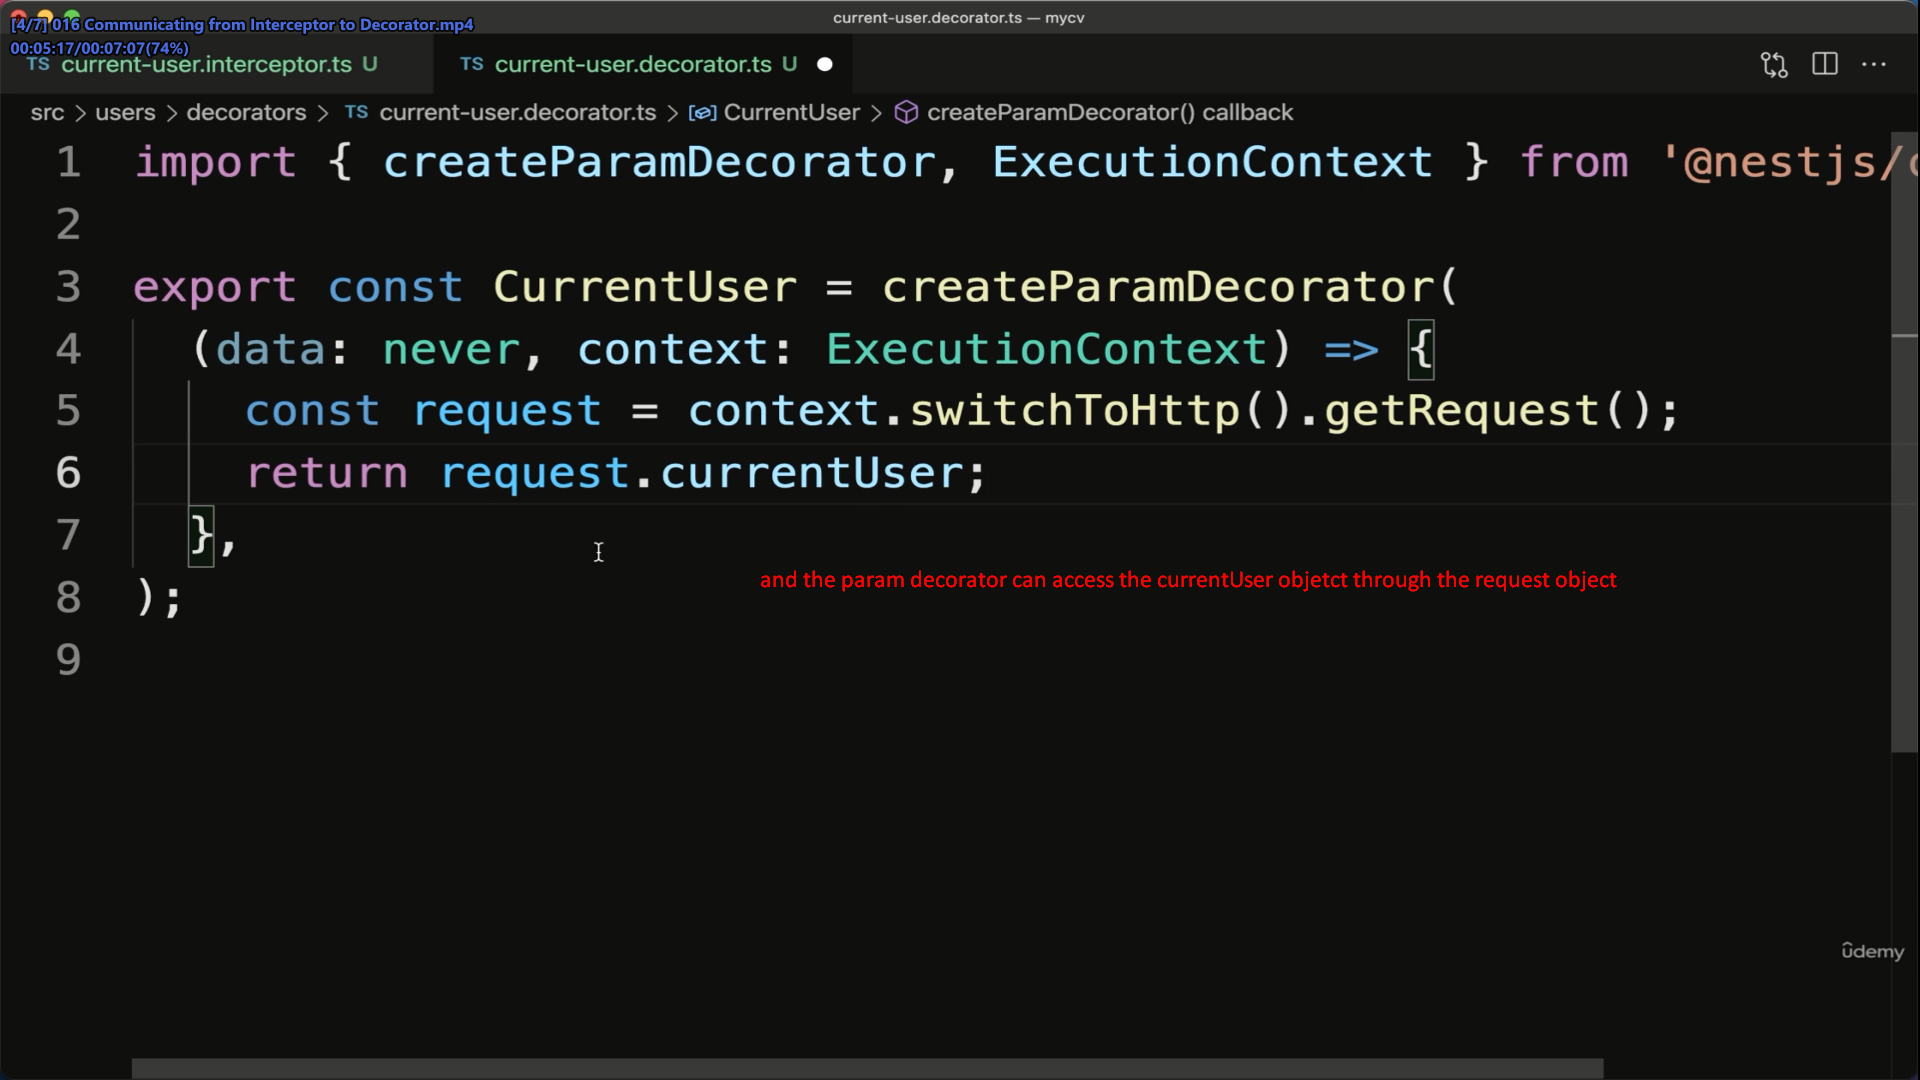 current-user.decorator.ts — mycv
[4/7] 016 Communicating from Interceptor to Decorator.mp4
00:05:17/00:07:07(74%)
TS current-user.interceptor.ts U
TS current-user.decorator.ts U
src > users > decorators > TS current-user.decorator.ts > CurrentUser > createParamDecorator() callback
1 import { createParamDecorator, ExecutionContext } from '@nestjs/
2
3 export const CurrentUser = createParamDecorator(
4 (data: never, context: ExecutionContext) => {
5 const request = context.switchToHttp().getRequest();
6 return request.currentUser;
7 },
and the param decorator can access the currentUser objetct through the request object
8 );
9
ûdemy